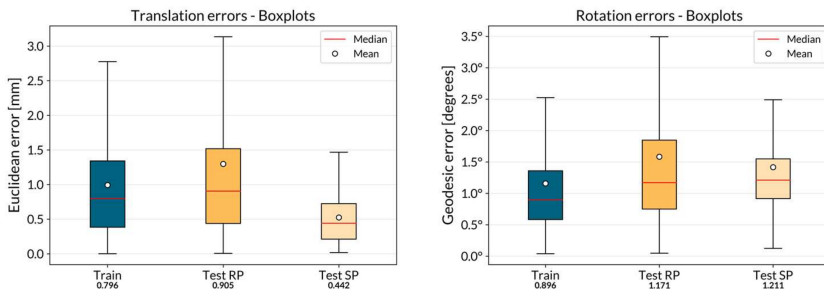 Translation errors - Boxplots
Euclidean error [mm]
3.0
2.5
2.0
1.5
1.0
0.5
0.0
Median
Mean
Train
0.796
Test RP
0.905
Test SP
0.442
Rotation errors - Boxplots
Geodesic error [degrees]
3.5°
3.0°
2.5°
2.0°
1.5°
1.0°
0.5°
0.0°
Median
Mean
Train
0.896
Test RP
1.171
Test SP
1.211